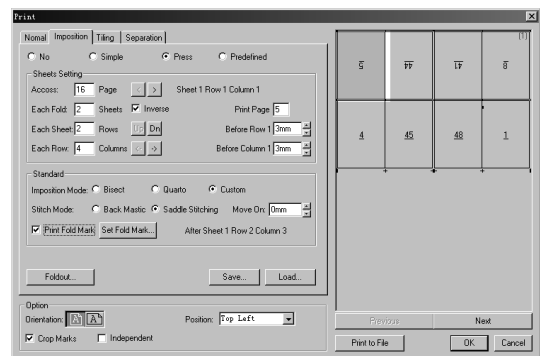 Print
Nomal Imposition Tiling Separation
No Simple Press Predefined
Sheets Setting
Accoss: 16 Page < > Sheet 1 Row 1 Column 1
Each Fold: 2 Sheets Inverse Print Page 5
Each Sheet: 2 Rows Up Dn Before Row 1 3mm
Each Row: 4 Columns < > Before Column 1 3mm
Standard
Imposition Mode: Bisect Quarto Custom
Stitch Mode: Back Mastic Saddle Stitching Move On: 0mm
Print Fold Mark Set Fold Mark... After Sheet 1 Row 2 Column 3
Foldout... Save... Load...
Option
Orientation: A A Position: Top Left
Crop Marks Independent
[1]
5 44 41 8
4 45 48 1
Previous Next
Print to File OK Cancel